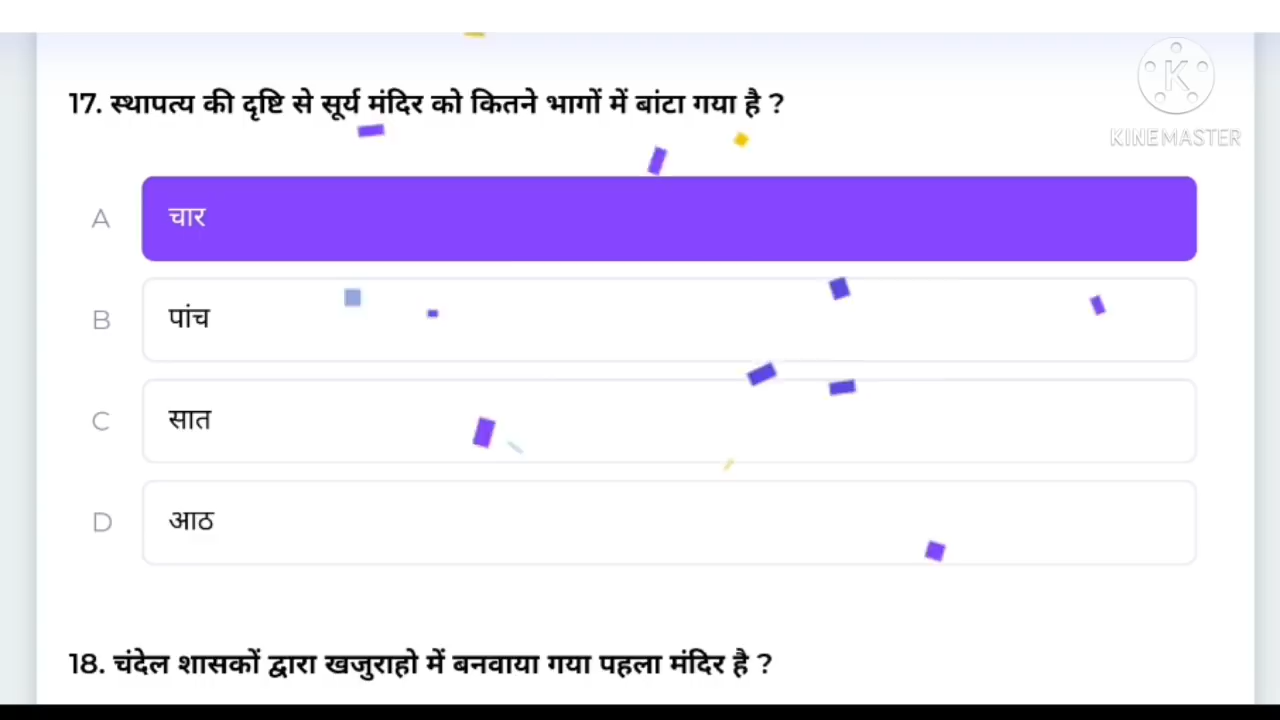 17. स्थापत्य की दृष्टि से सूर्य मंदिर को कितने भागों में बांटा गया है ?
KINEMASTER
A चार
B पांच
C सात
D आठ
18. चंदेल शासकों द्वारा खजुराहो में बनवाया गया पहला मंदिर है ?